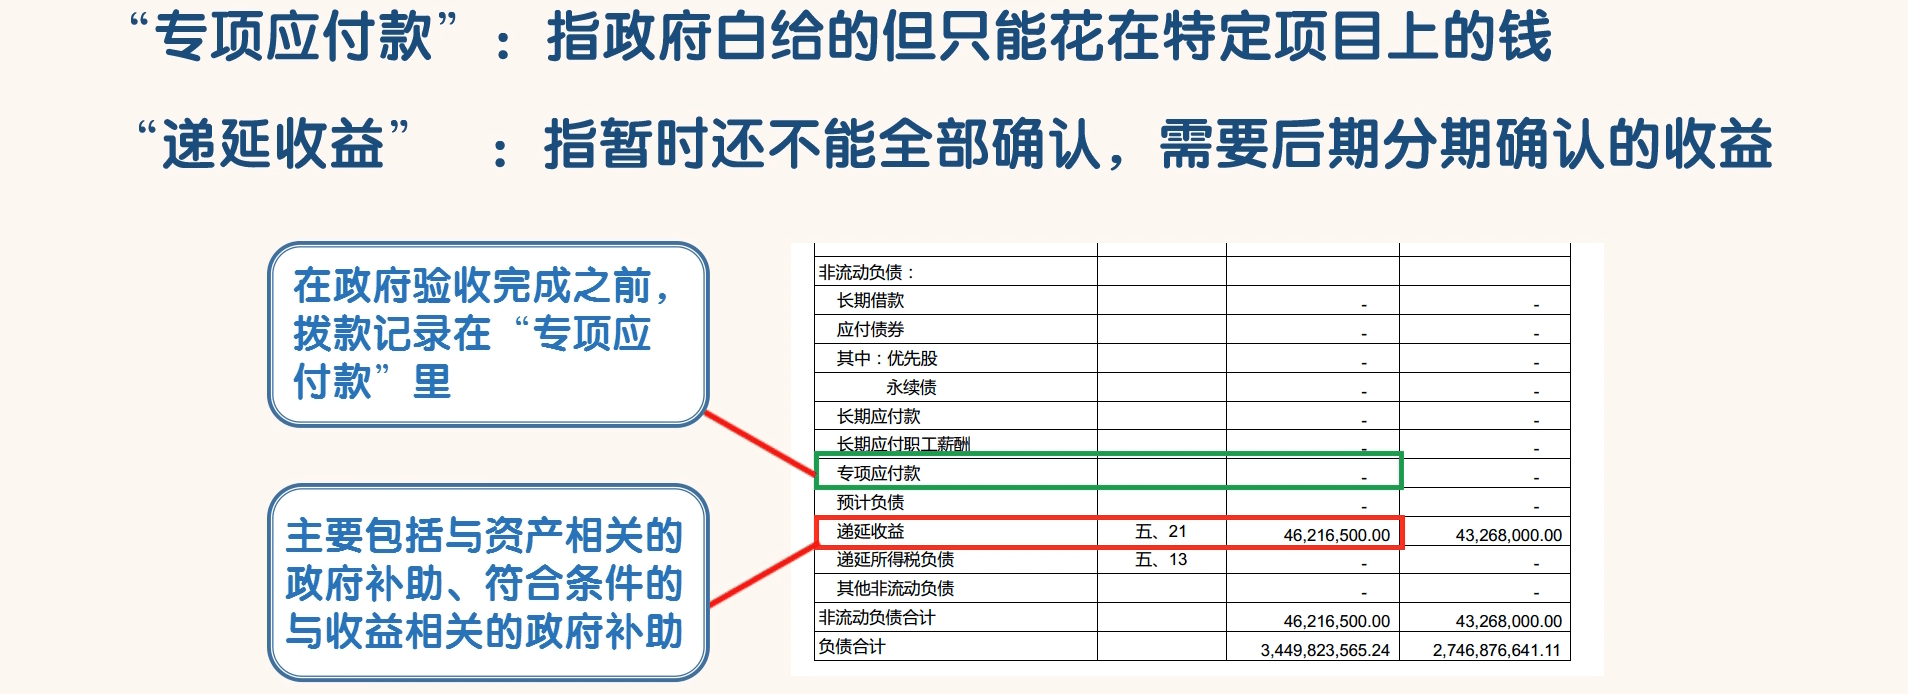 “专项应付款” ：指政府白给的但只能花在特定项目上的钱
“递延收益” ：指暂时还不能全部确认，需要后期分期确认的收益
在政府验收完成之前，
拨款记录在“专项应
付款”里
主要包括与资产相关的
政府补助、符合条件的
与收益相关的政府补助
非流动负债：
长期借款 - -
应付债券 - -
其中：优先股 - -
永续债 - -
长期应付款 - -
长期应付职工薪酬 - -
专项应付款 - -
预计负债 - -
递延收益 五、21 46,216,500.00 43,268,000.00
递延所得税负债 五、13 - -
其他非流动负债 - -
非流动负债合计 46,216,500.00 43,268,000.00
负债合计 3,449,823,565.24 2,746,876,641.11